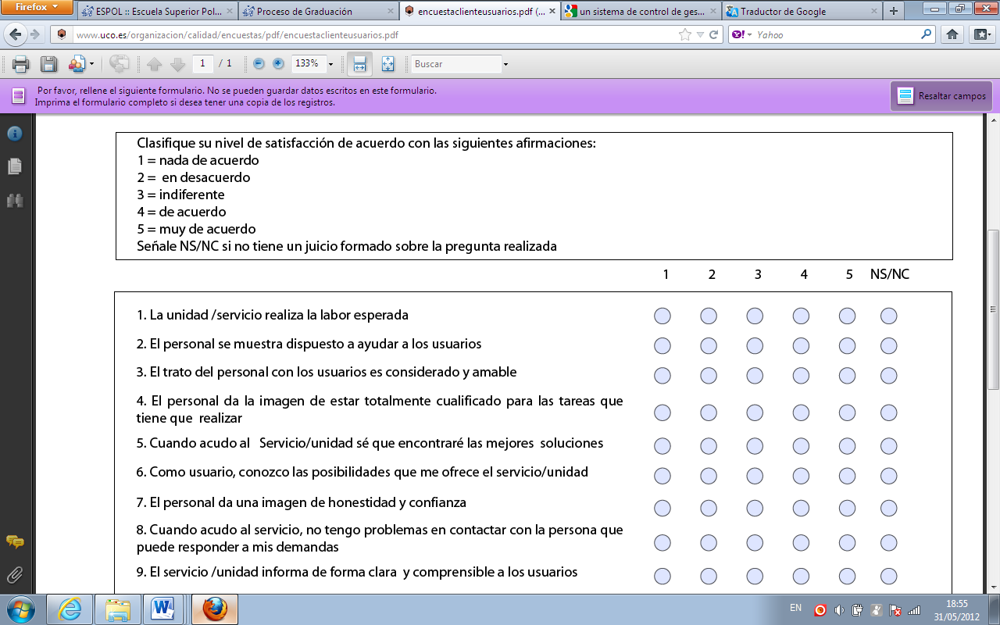 Firefox
ESPOL :: Escuela Superior Pol...
Proceso de Graduación
encuestaclienteusuarios.pdf (...
un sistema de control de ges...
Traductor de Google
www.uco.es/organizacion/calidad/encuestas/pdf/encuestaclienteusuarios.pdf
Yahoo
1 / 1
133%
Buscar
Por favor, rellene el siguiente formulario. No se pueden guardar datos escritos en este formulario.
Imprima el formulario completo si desea tener una copia de los registros.
Resaltar campos
Clasifique su nivel de satisfacción de acuerdo con las siguientes afirmaciones:
1 = nada de acuerdo
2 = en desacuerdo
3 = indiferente
4 = de acuerdo
5 = muy de acuerdo
Señale NS/NC si no tiene un juicio formado sobre la pregunta realizada
1 2 3 4 5 NS/NC
1. La unidad /servicio realiza la labor esperada
2. El personal se muestra dispuesto a ayudar a los usuarios
3. El trato del personal con los usuarios es considerado y amable
4. El personal da la imagen de estar totalmente cualificado para las tareas que
tiene que realizar
5. Cuando acudo al Servicio/unidad sé que encontraré las mejores soluciones
6. Como usuario, conozco las posibilidades que me ofrece el servicio/unidad
7. El personal da una imagen de honestidad y confianza
8. Cuando acudo al servicio, no tengo problemas en contactar con la persona que
puede responder a mis demandas
9. El servicio /unidad informa de forma clara y comprensible a los usuarios
EN
18:55
31/05/2012